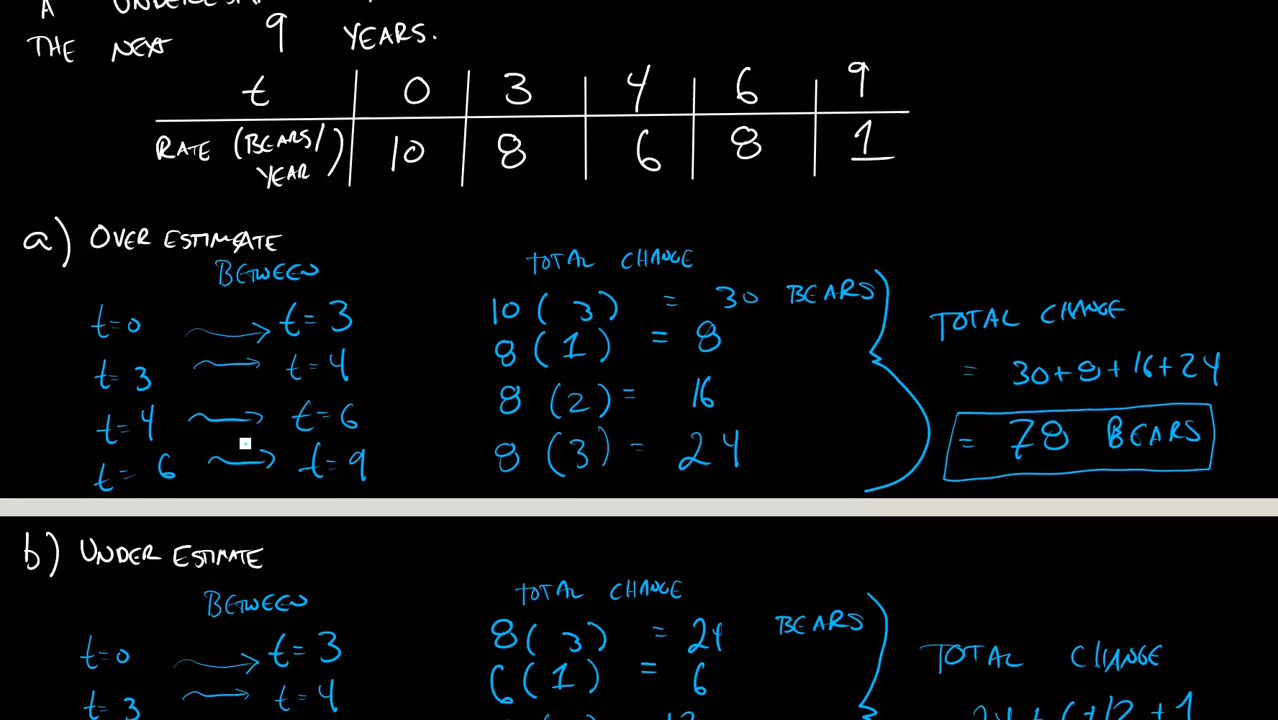 A UNDERES
THE NEXT 9 YEARS.
t 0 3 4 6 9
RATE (BEARS/YEAR) 10 8 6 8 1
a) OVER ESTIMATE
BETWEEN TOTAL CHANGE
t=0 → t=3 10 (3) = 30 BEARS
t=3 → t=4 8 (1) = 8
t=4 → t=6 8 (2) = 16
t=6 → t=9 8 (3) = 24
TOTAL CHANGE
= 30+8+16+24
= 78 BEARS
b) UNDER ESTIMATE
BETWEEN TOTAL CHANGE
t=0 → t=3 8 (3) = 24 BEARS
t=3 → t=4 6 (1) = 6
TOTAL CHANGE